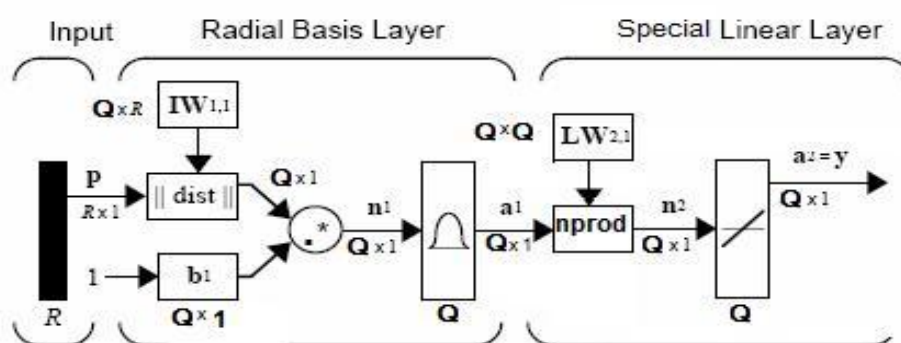 Input Radial Basis Layer Special Linear Layer
Q×R IW1,1
Q×Q LW2,1
a2=y
Q×1
p
R×1
|| dist ||
Q×1
.*
n1
Q×1
a1
Q×1
nprod
n2
Q×1
1
b1
R
Q×1
Q
Q